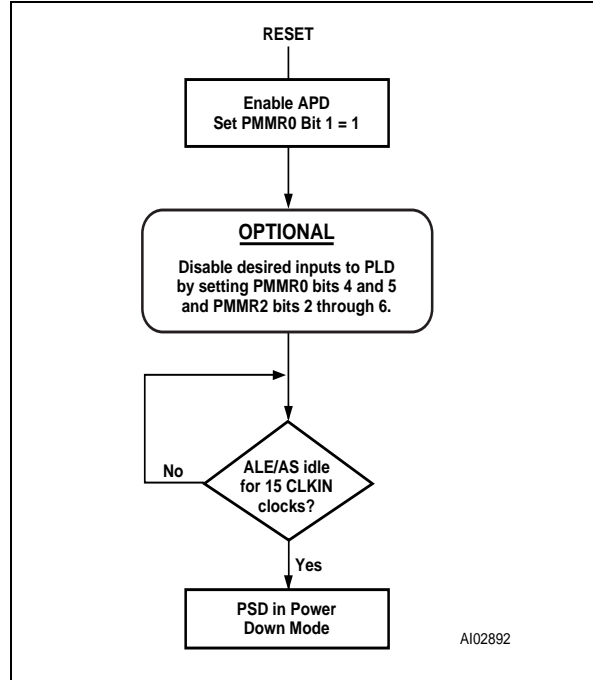 RESET
Enable APD
Set PMMR0 Bit 1 = 1
OPTIONAL
Disable desired inputs to PLD
by setting PMMR0 bits 4 and 5
and PMMR2 bits 2 through 6.
No
ALE/AS idle
for 15 CLKIN
clocks?
Yes
PSD in Power
Down Mode
AI02892